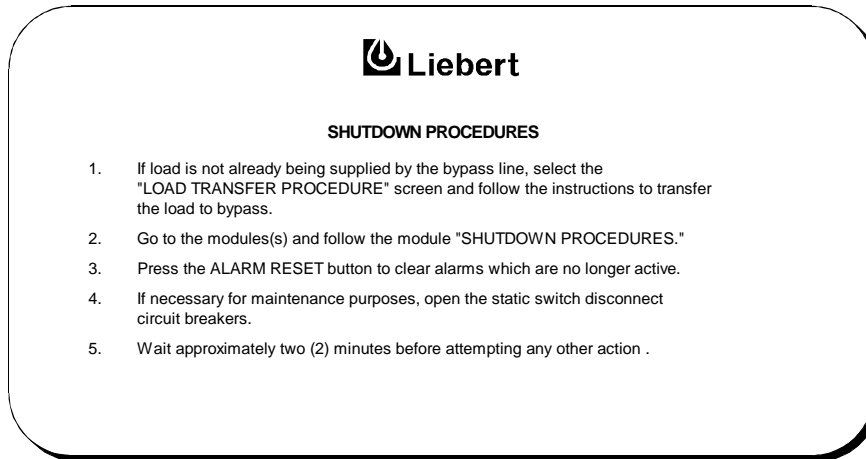 Liebert
SHUTDOWN PROCEDURES
1. If load is not already being supplied by the bypass line, select the
"LOAD TRANSFER PROCEDURE" screen and follow the instructions to transfer
the load to bypass.
2. Go to the modules(s) and follow the module "SHUTDOWN PROCEDURES."
3. Press the ALARM RESET button to clear alarms which are no longer active.
4. If necessary for maintenance purposes, open the static switch disconnect
circuit breakers.
5. Wait approximately two (2) minutes before attempting any other action .